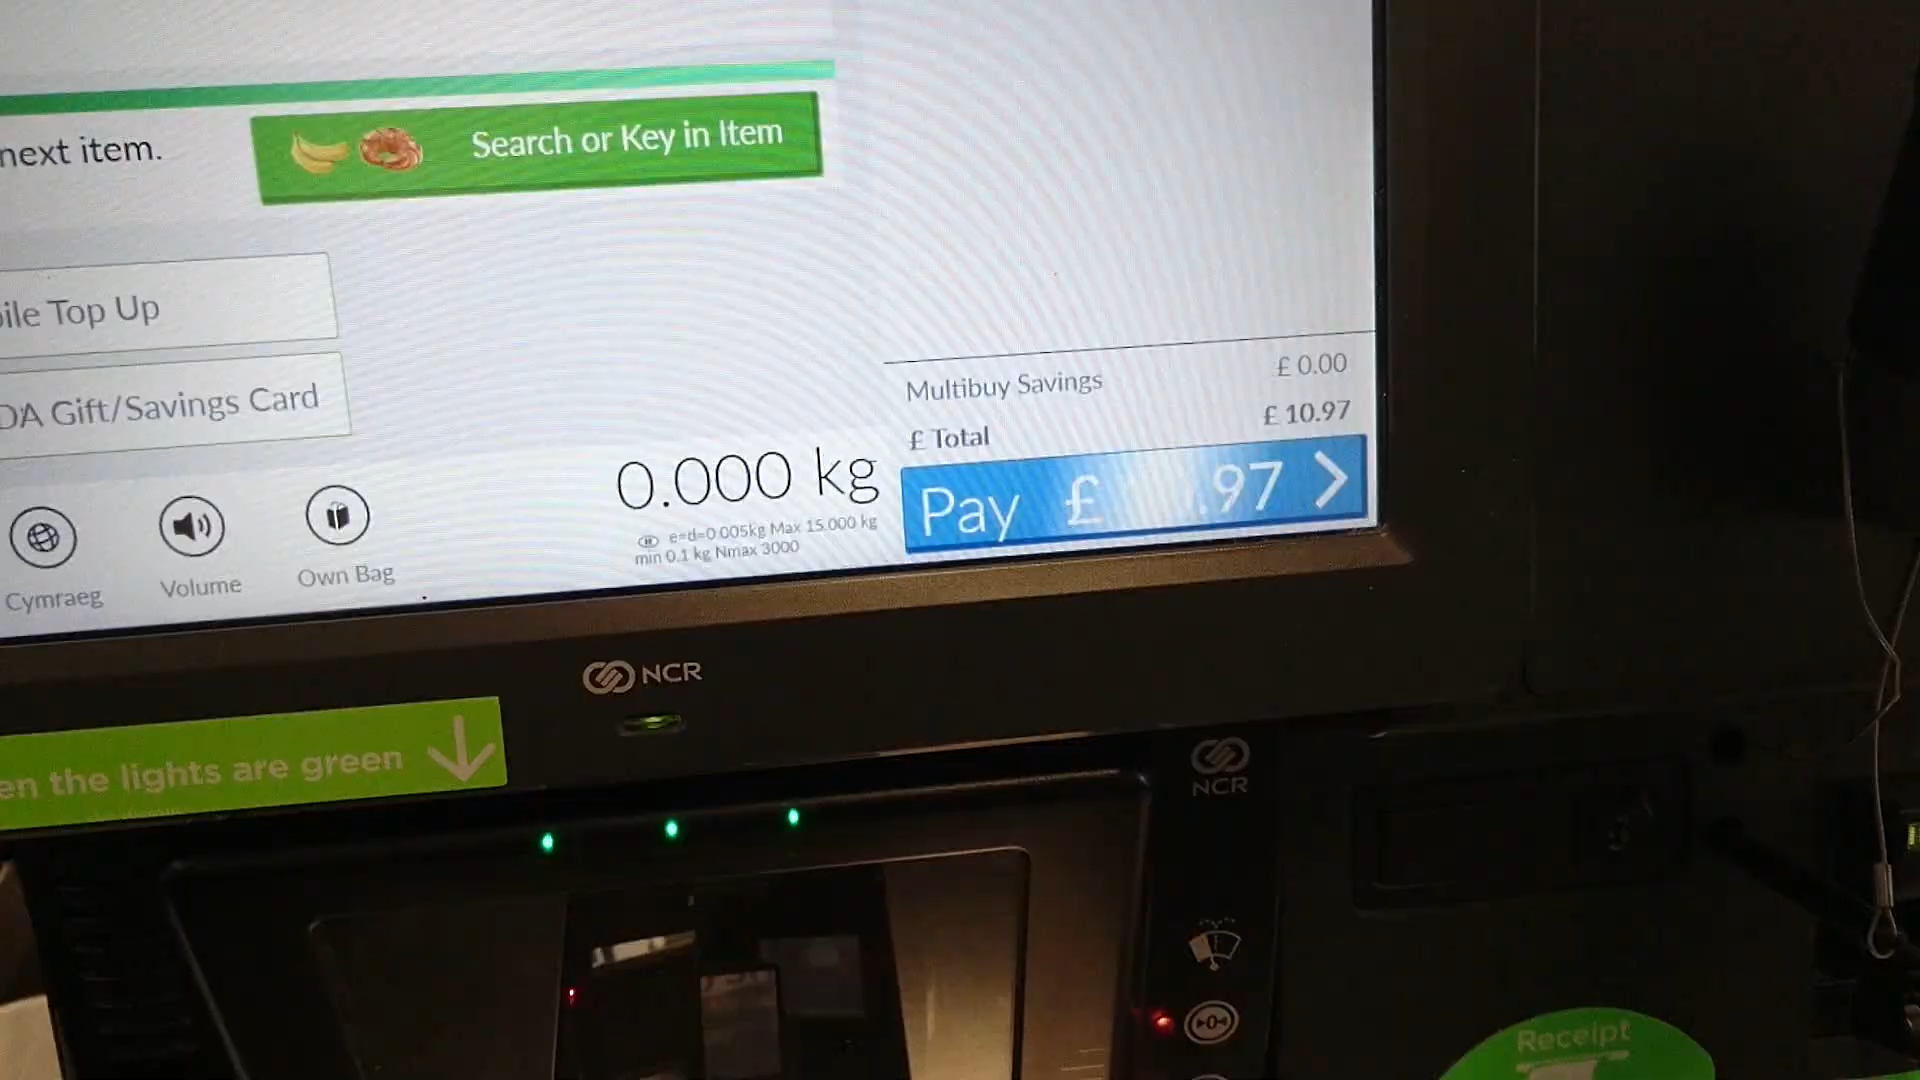 next item.
Search or Key in Item
ile Top Up
DA Gift/Savings Card
Multibuy Savings £ 0.00
£ Total £ 10.97
Pay £ .97
0.000 kg
e=d=0.005kg Max 15.000 kg
min 0.1 kg Nmax 3000
Cymraeg
Volume
Own Bag
NCR
en the lights are green
NCR
→0←
Receipt